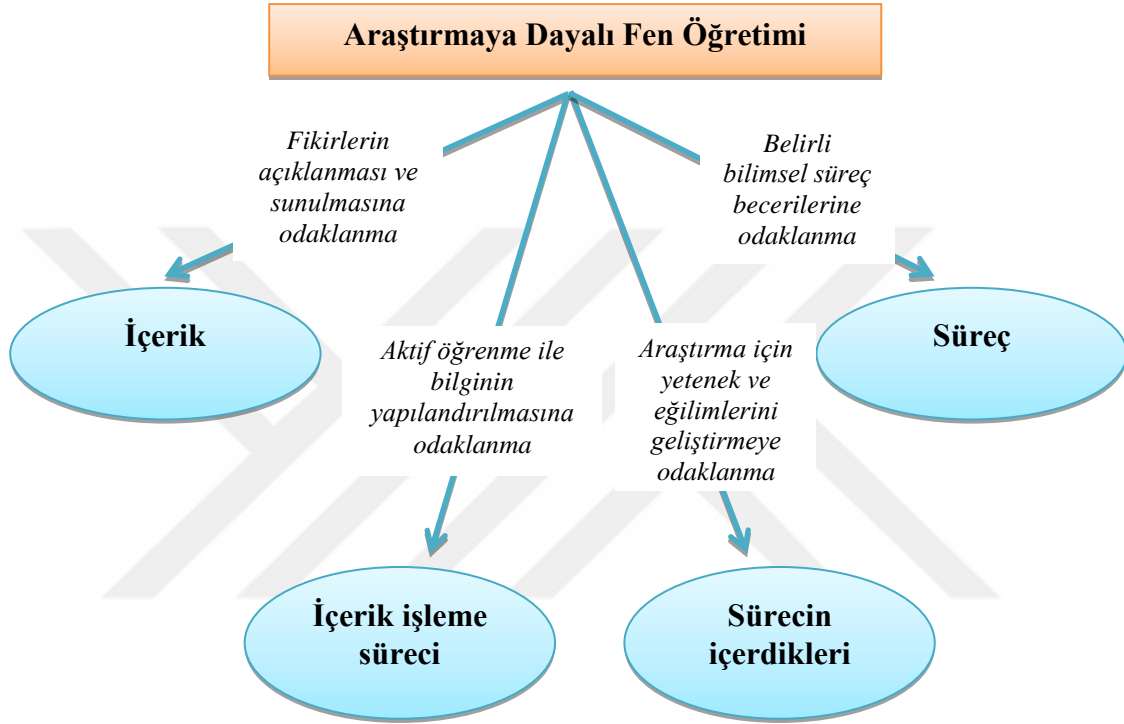 Araştırmaya Dayalı Fen Öğretimi
Fikirlerin
açıklanması ve
sunulmasına
odaklanma
Belirli
bilimsel süreç
becerilerine
odaklanma
İçerik
Süreç
Aktif öğrenme ile
bilginin
yapılandırılmasına
odaklanma
Araştırma için
yetenek ve
eğilimlerini
geliştirmeye
odaklanma
İçerik işleme
süreci
Sürecin
içerdikleri